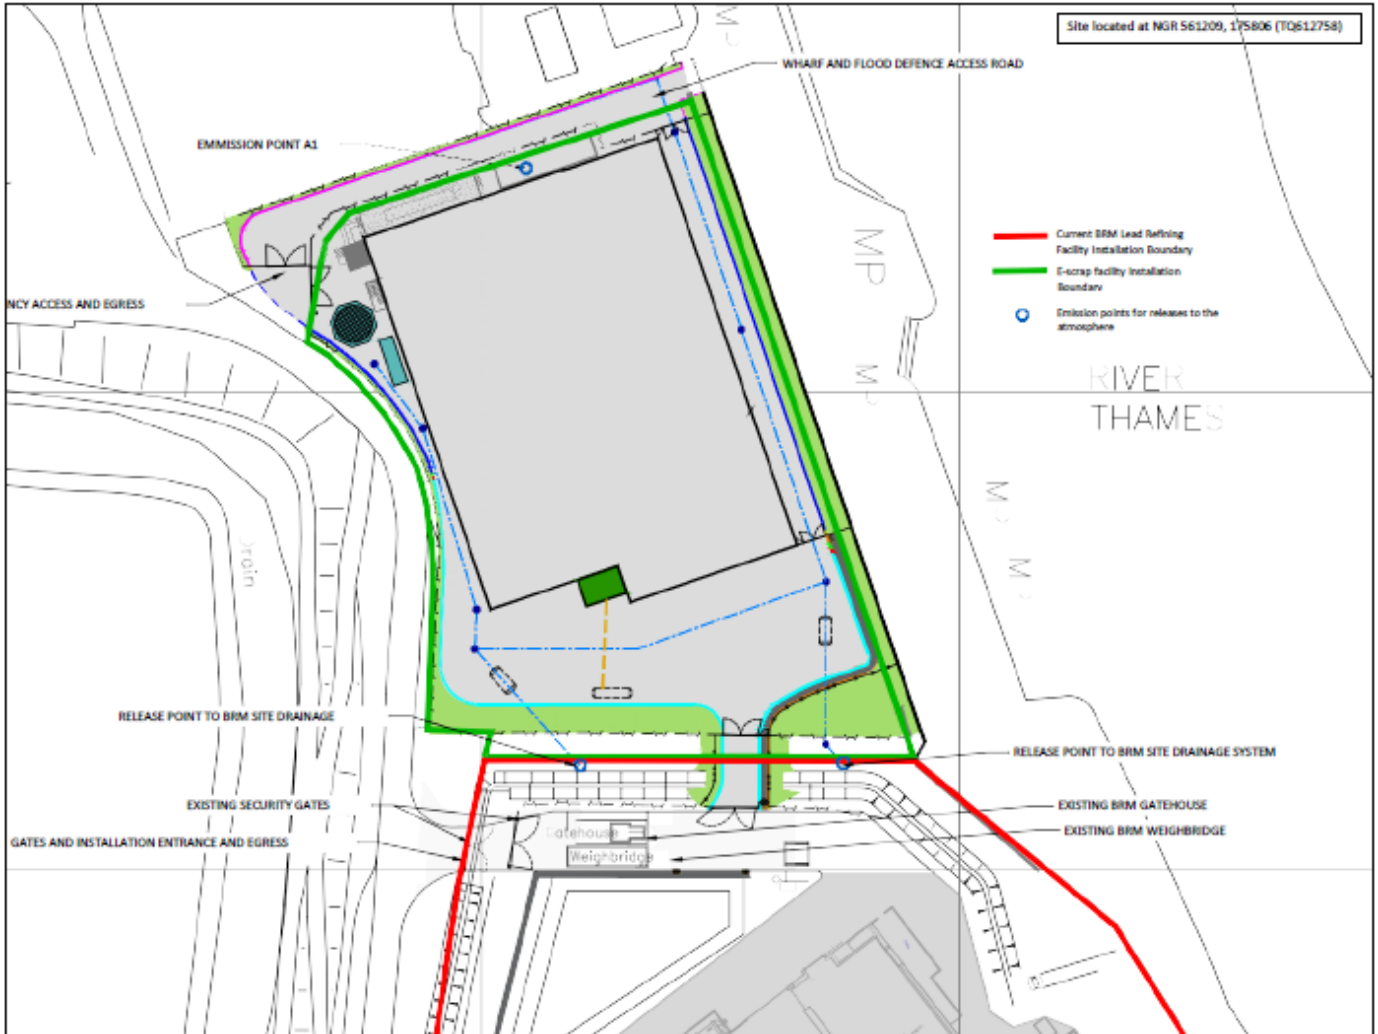 Site located at NGR 561209, 175806 (TQ612758)
WHARF AND FLOOD DEFENCE ACCESS ROAD
EMMISSION POINT A1
Current BRM Lead Refining
Facility Installation Boundary
E-scrap facility Installation
Boundary
Emission points for releases to the
atmosphere
NCY ACCESS AND EGRESS
MP
MP
RIVER
THAMES
RELEASE POINT TO BRM SITE DRAINAGE
RELEASE POINT TO BRM SITE DRAINAGE SYSTEM
EXISTING SECURITY GATES
EXISTING BRM GATEHOUSE
GATES AND INSTALLATION ENTRANCE AND EGRESS
Gatehouse
EXISTING BRM WEIGHBRIDGE
Weighbridge